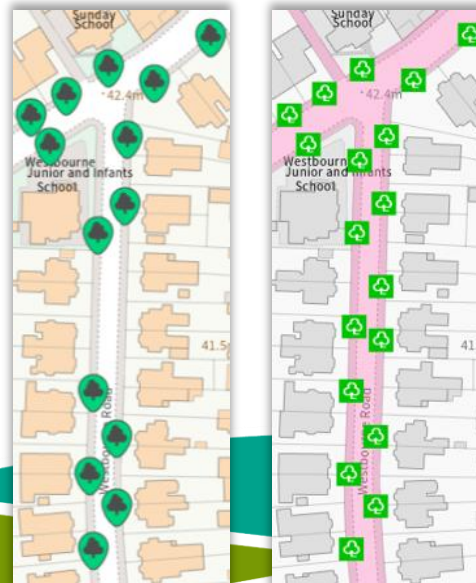 Sunday
School
42.4m
Westbourne
Junior and Infants
School
41.5
Westbourne Road
Sunday
School
42.4m
Westbourn
Junior and Infants
School
41
Westbourne Road